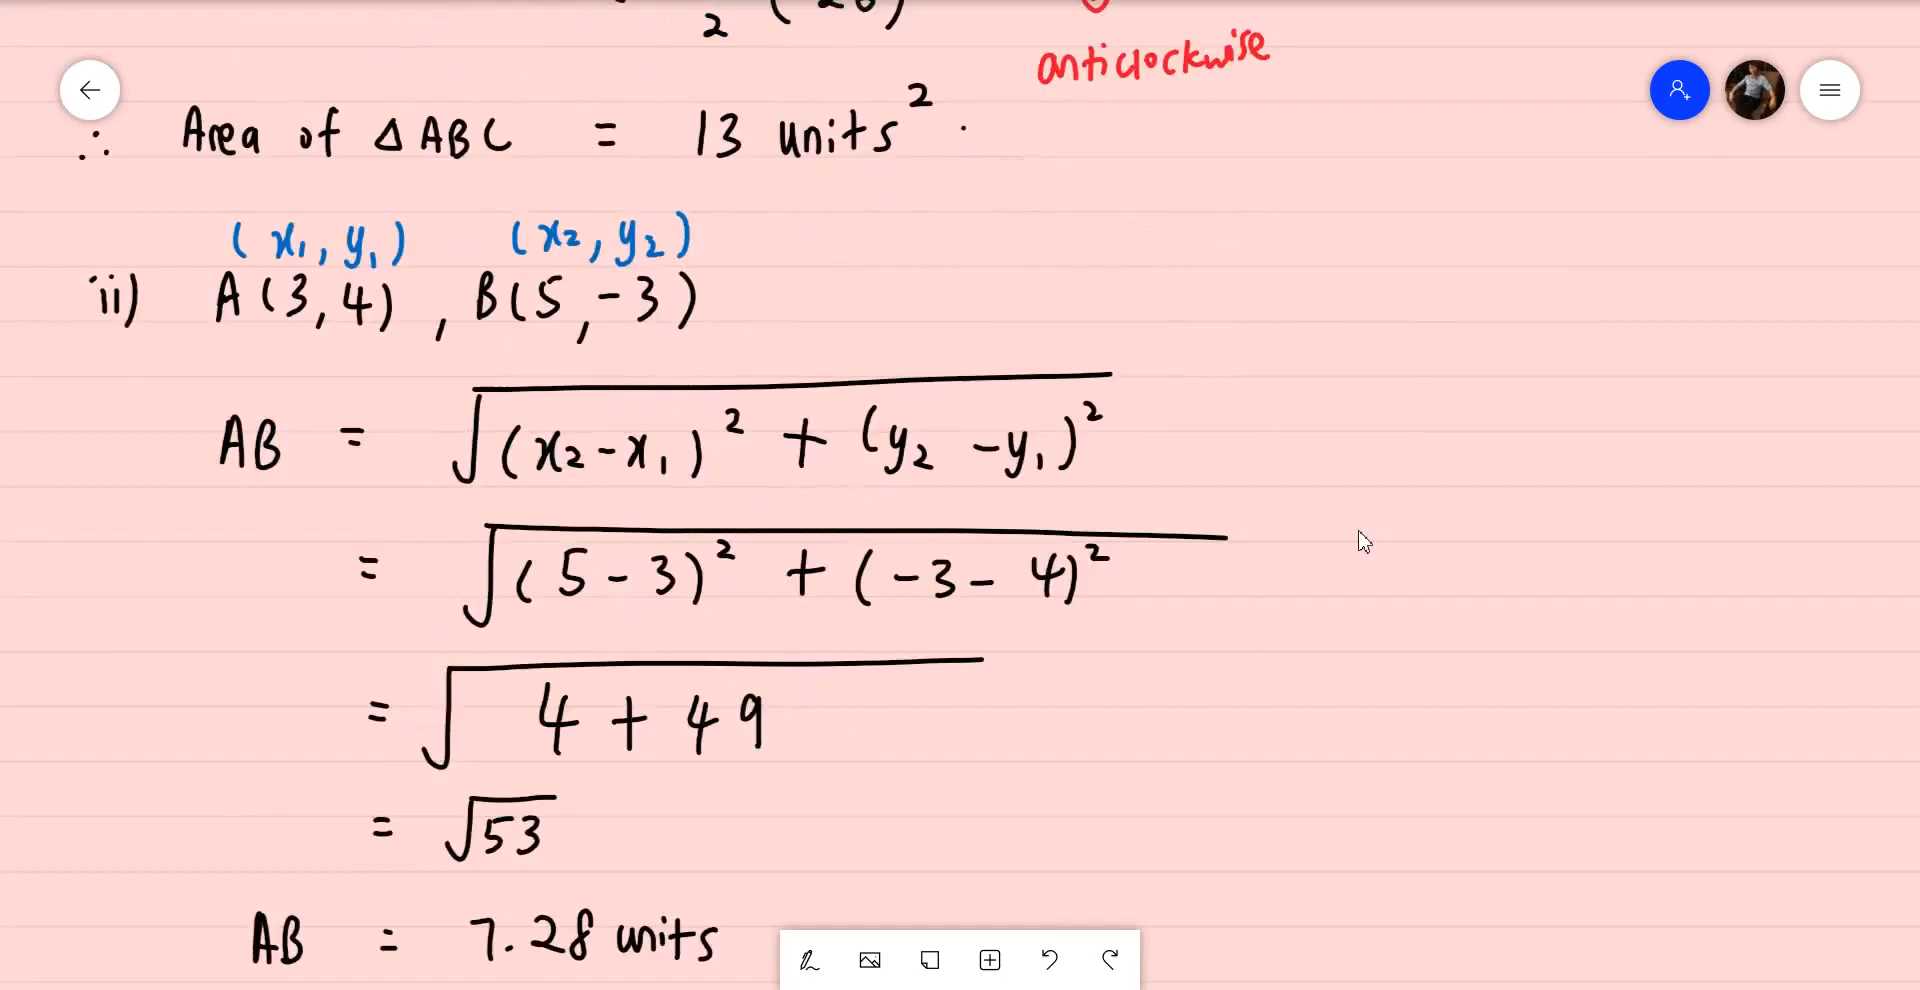 2
anticlockwise
∴ Area of △ABC = 13 units² .
(x₁, y₁) (x₂, y₂)
ii) A(3,4) , B(5,-3)
AB = √((x₂-x₁)² + (y₂-y₁)²)
= √((5-3)² + (-3-4)²)
= √(4+49)
= √53
AB = 7.28 units